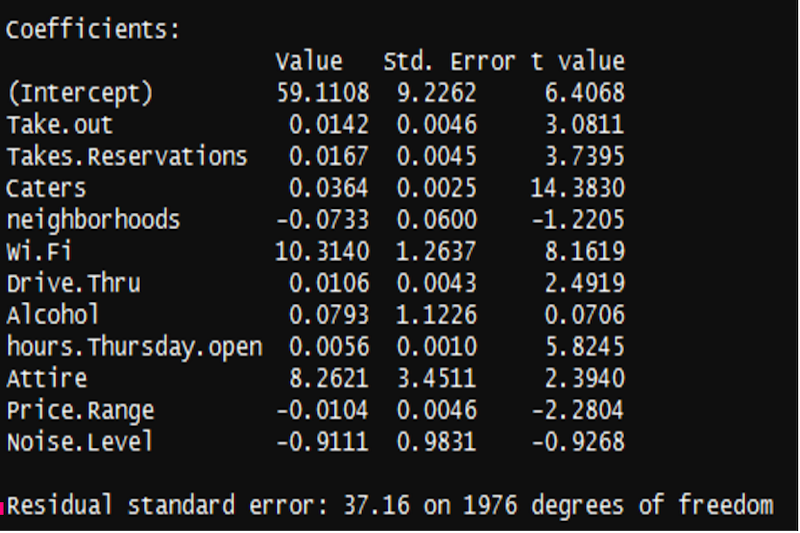 Coefficients:
Value Std. Error t value
(Intercept) 59.1108 9.2262 6.4068
Take.out 0.0142 0.0046 3.0811
Takes.Reservations 0.0167 0.0045 3.7395
Caters 0.0364 0.0025 14.3830
neighborhoods -0.0733 0.0600 -1.2205
Wi.Fi 10.3140 1.2637 8.1619
Drive.Thru 0.0106 0.0043 2.4919
Alcohol 0.0793 1.1226 0.0706
hours.Thursday.open 0.0056 0.0010 5.8245
Attire 8.2621 3.4511 2.3940
Price.Range -0.0104 0.0046 -2.2804
Noise.Level -0.9111 0.9831 -0.9268
Residual standard error: 37.16 on 1976 degrees of freedom